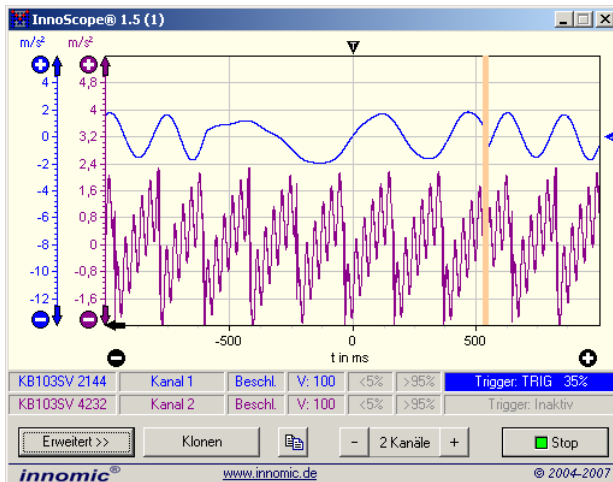 InnoScope® 1.5 (1)
m/s² m/s²
T
4 4,8
2 4
0 3,2
-2 2,4
-4 1,6
-6 0,8
-8 0
-10 -0,8
-12 -1,6
-500 0 500
t in ms
KB103SV 2144 Kanal 1 Beschl. V: 100 <5% >95% Trigger: TRIG 35%
KB103SV 4232 Kanal 2 Beschl. V: 100 <5% >95% Trigger: Inaktiv
Erweitert >> Klonen - 2 Kanäle + Stop
innomic® www.innomic.de © 2004-2007